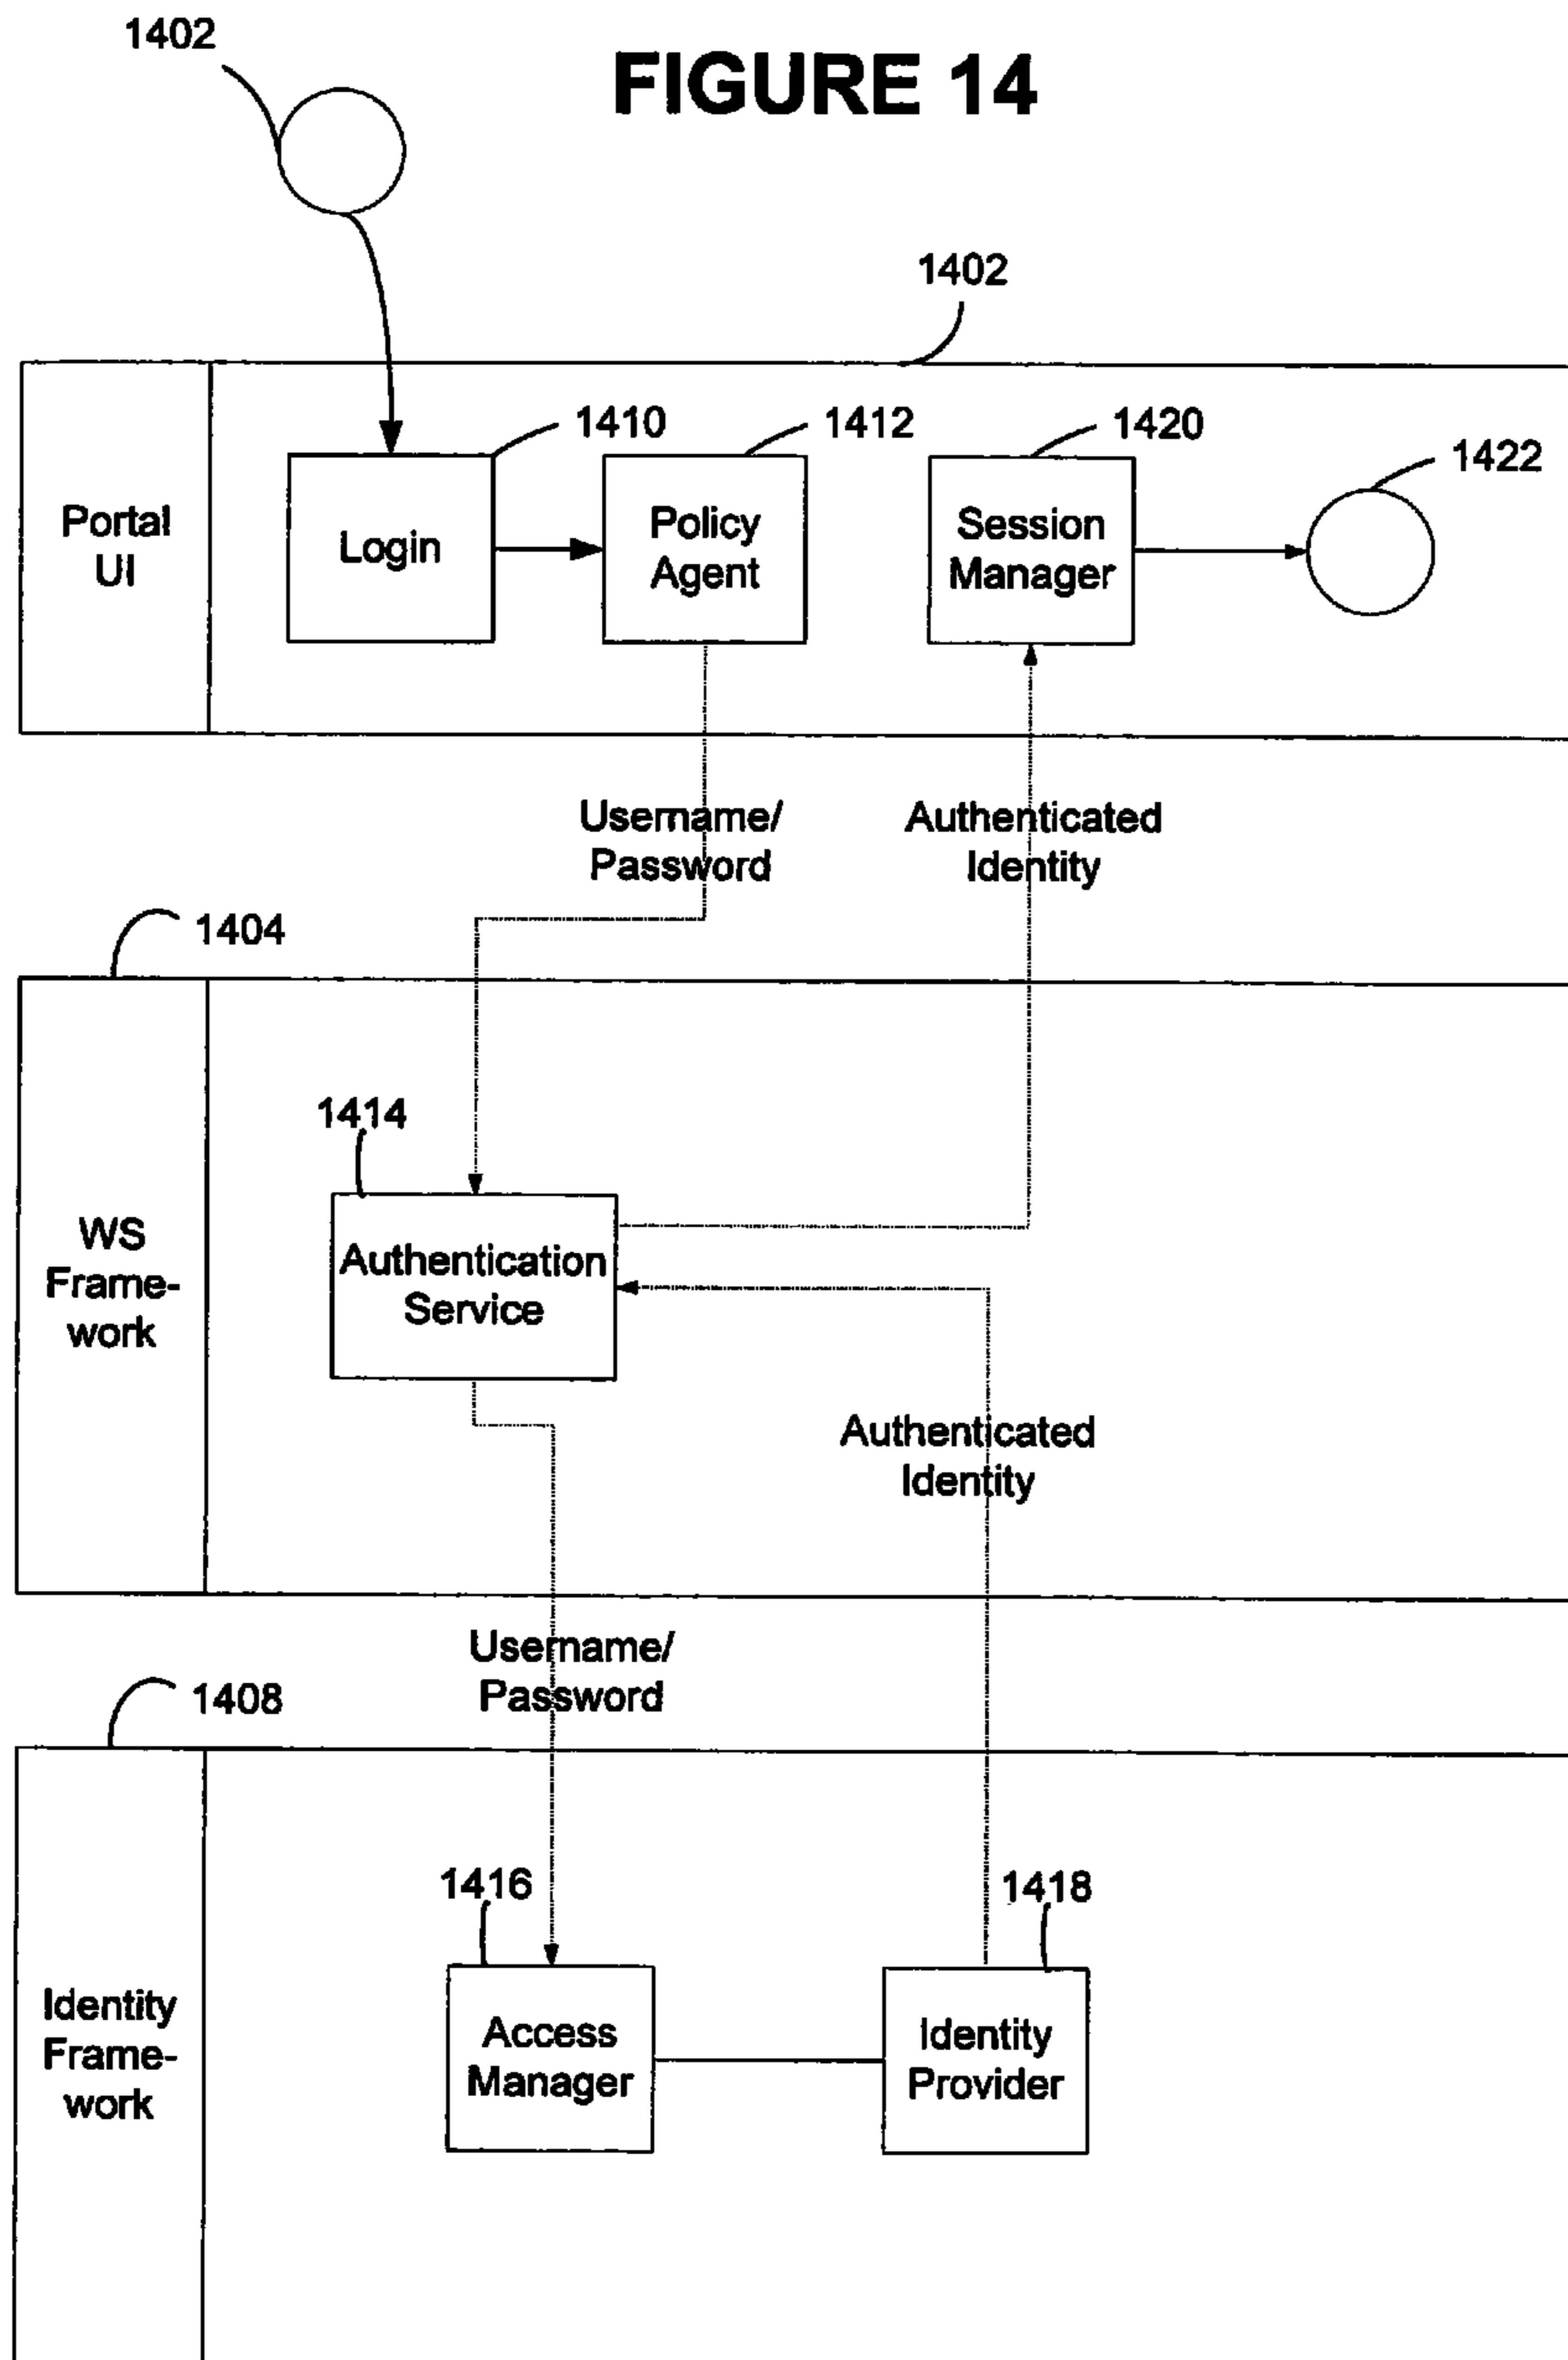 1402
FIGURE 14
1402
1410
1412
1420
1422
Portal
UI
Login
Policy
Agent
Session
Manager
Username/
Password
Authenticated
Identity
1404
1414
WS
Frame-
work
Authentication
Service
Authenticated
Identity
Username/
Password
1408
1416
1418
Identity
Frame-
work
Access
Manager
Identity
Provider